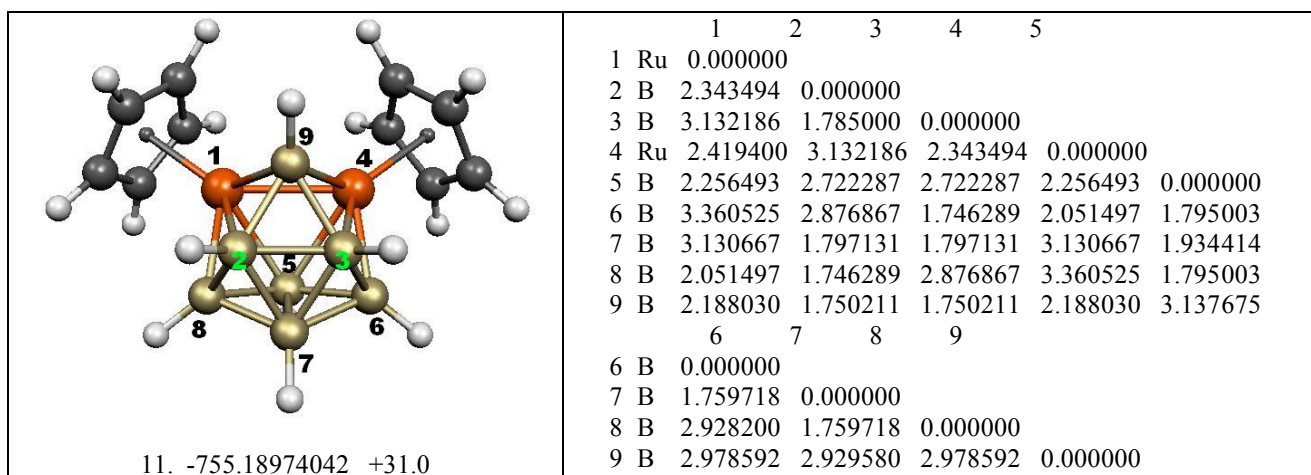 9
1
4
2
3
5
8
6
7
11. -755.18974042 +31.0
1 2 3 4 5
1 Ru 0.000000
2 B 2.343494 0.000000
3 B 3.132186 1.785000 0.000000
4 Ru 2.419400 3.132186 2.343494 0.000000
5 B 2.256493 2.722287 2.722287 2.256493 0.000000
6 B 3.360525 2.876867 1.746289 2.051497 1.795003
7 B 3.130667 1.797131 1.797131 3.130667 1.934414
8 B 2.051497 1.746289 2.876867 3.360525 1.795003
9 B 2.188030 1.750211 1.750211 2.188030 3.137675
6 7 8 9
6 B 0.000000
7 B 1.759718 0.000000
8 B 2.928200 1.759718 0.000000
9 B 2.978592 2.929580 2.978592 0.000000